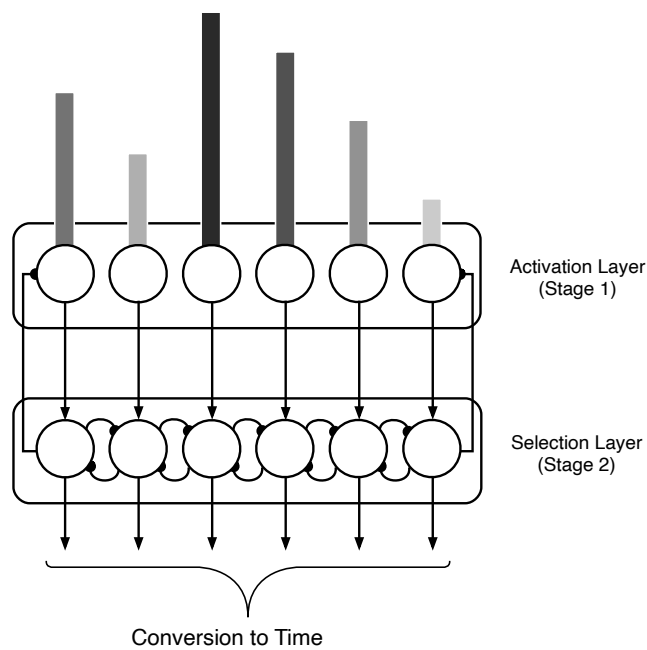 Activation Layer
(Stage 1)
Selection Layer
(Stage 2)
Conversion to Time